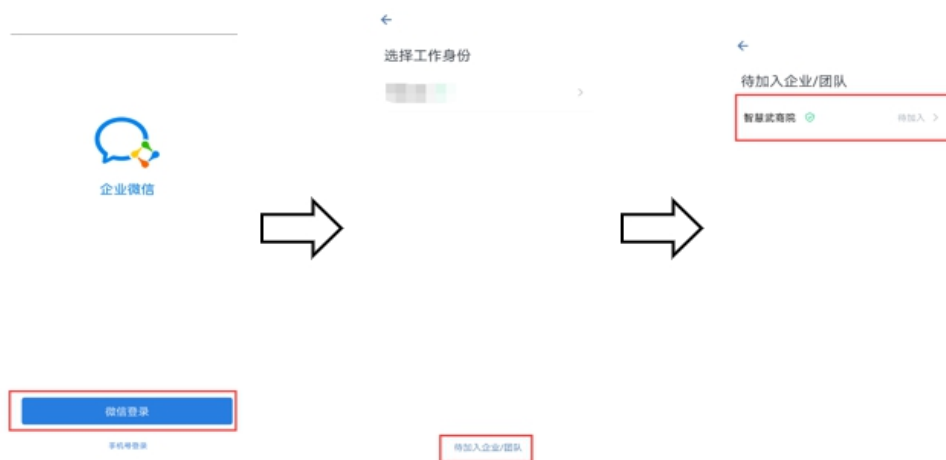 企业微信
微信登录
手机号登录
选择工作身份
待加入企业/团队
待加入企业/团队
智慧武商院
待加入